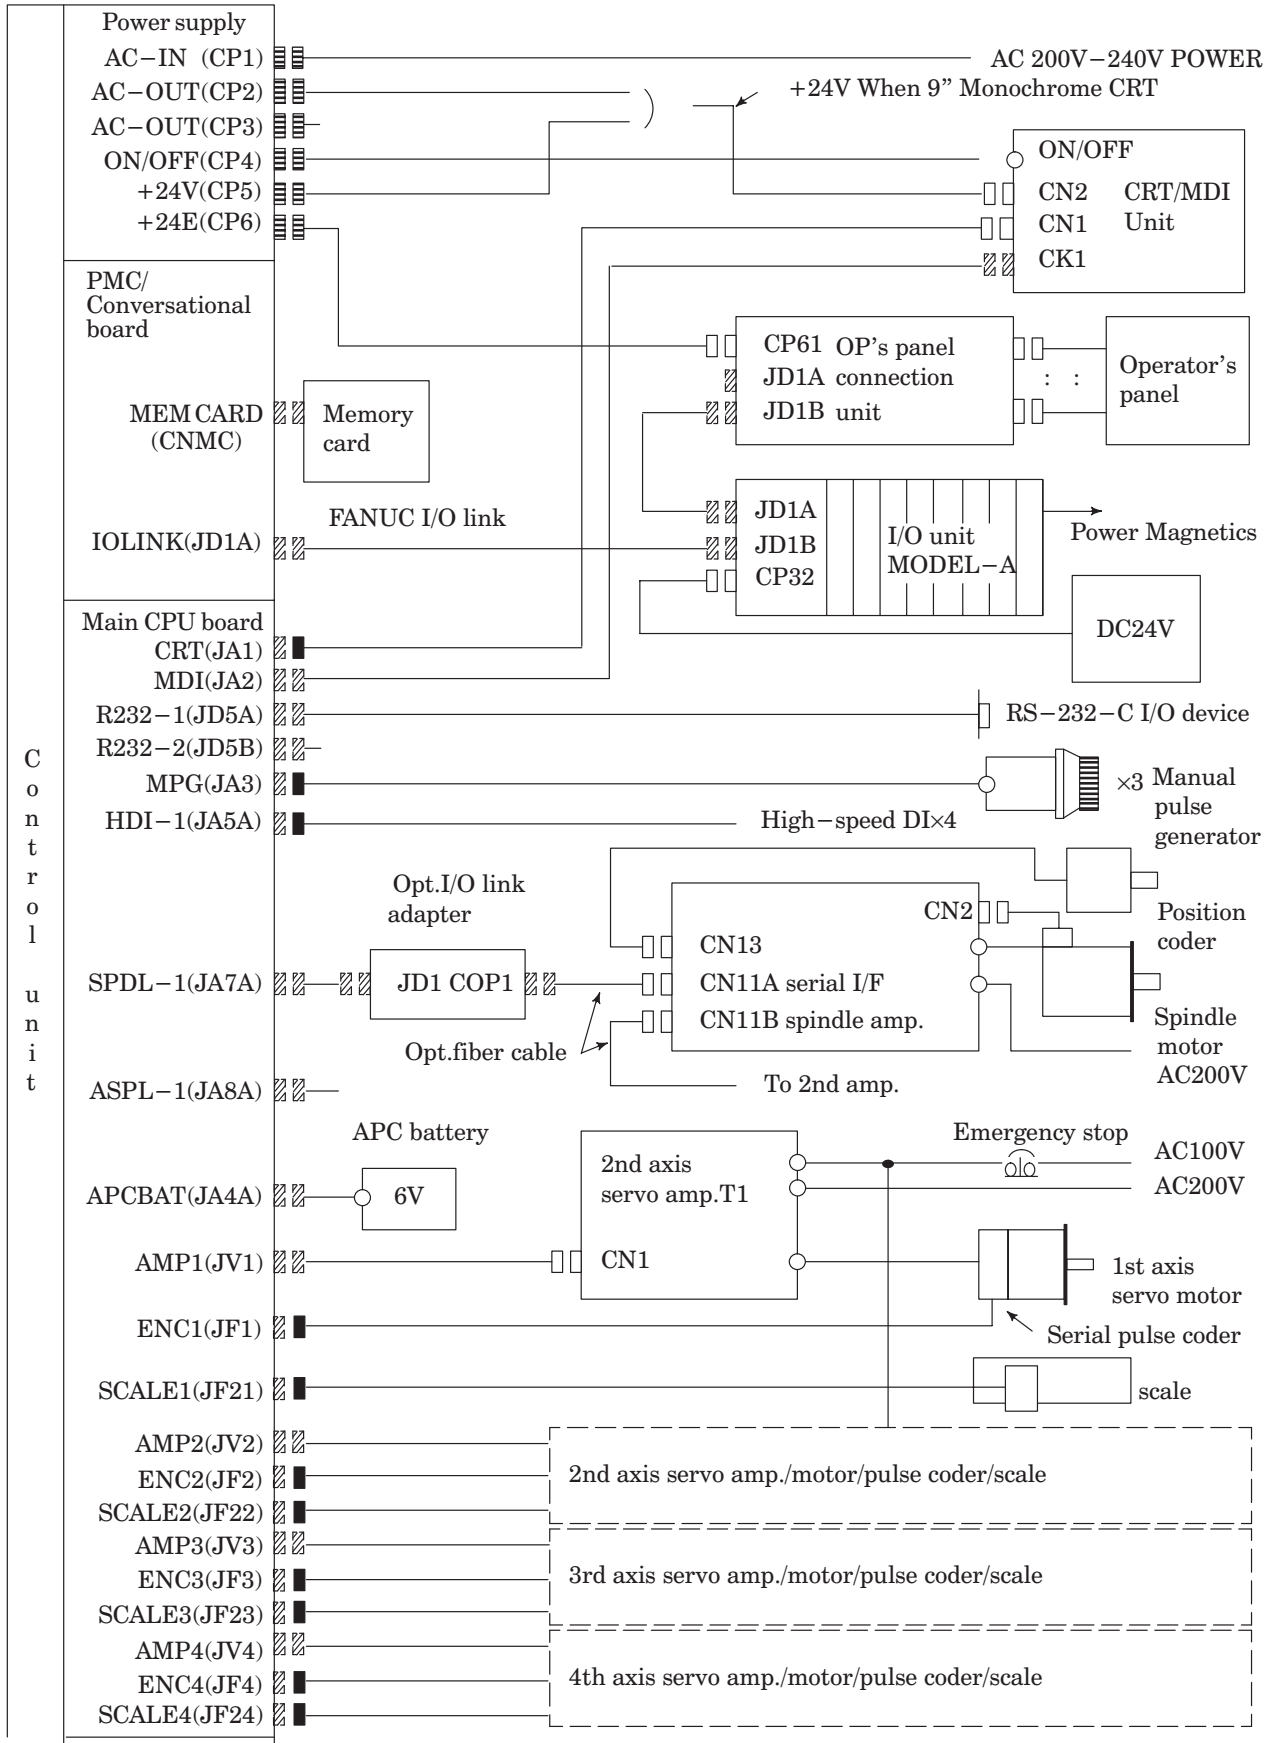 Control unit
Power supply
AC−IN (CP1)
AC−OUT(CP2)
AC−OUT(CP3)
ON/OFF(CP4)
+24V(CP5)
+24E(CP6)
AC 200V−240V POWER
+24V When 9” Monochrome CRT
ON/OFF
CN2 CRT/MDI
CN1 Unit
CK1
PMC/
Conversational
board
MEM CARD
(CNMC)
Memory
card
IOLINK(JD1A)
FANUC I/O link
CP61 OP's panel
JD1A connection
JD1B unit
: :
Operator's
panel
JD1A
JD1B
CP32
I/O unit
MODEL−A
Power Magnetics
DC24V
Main CPU board
CRT(JA1)
MDI(JA2)
R232−1(JD5A)
R232−2(JD5B)
MPG(JA3)
HDI−1(JA5A)
RS−232−C I/O device
×3 Manual
pulse
generator
High−speed DI×4
Opt.I/O link
adapter
SPDL−1(JA7A)
JD1 COP1
CN2
CN13
CN11A serial I/F
CN11B spindle amp.
Position
coder
Opt.fiber cable
To 2nd amp.
Spindle
motor
AC200V
ASPL−1(JA8A)
APC battery
APCBAT(JA4A)
6V
2nd axis
servo amp.T1
CN1
Emergency stop
AC100V
AC200V
AMP1(JV1)
1st axis
servo motor
ENC1(JF1)
Serial pulse coder
SCALE1(JF21)
scale
AMP2(JV2)
ENC2(JF2)
SCALE2(JF22)
2nd axis servo amp./motor/pulse coder/scale
AMP3(JV3)
ENC3(JF3)
SCALE3(JF23)
3rd axis servo amp./motor/pulse coder/scale
AMP4(JV4)
ENC4(JF4)
SCALE4(JF24)
4th axis servo amp./motor/pulse coder/scale